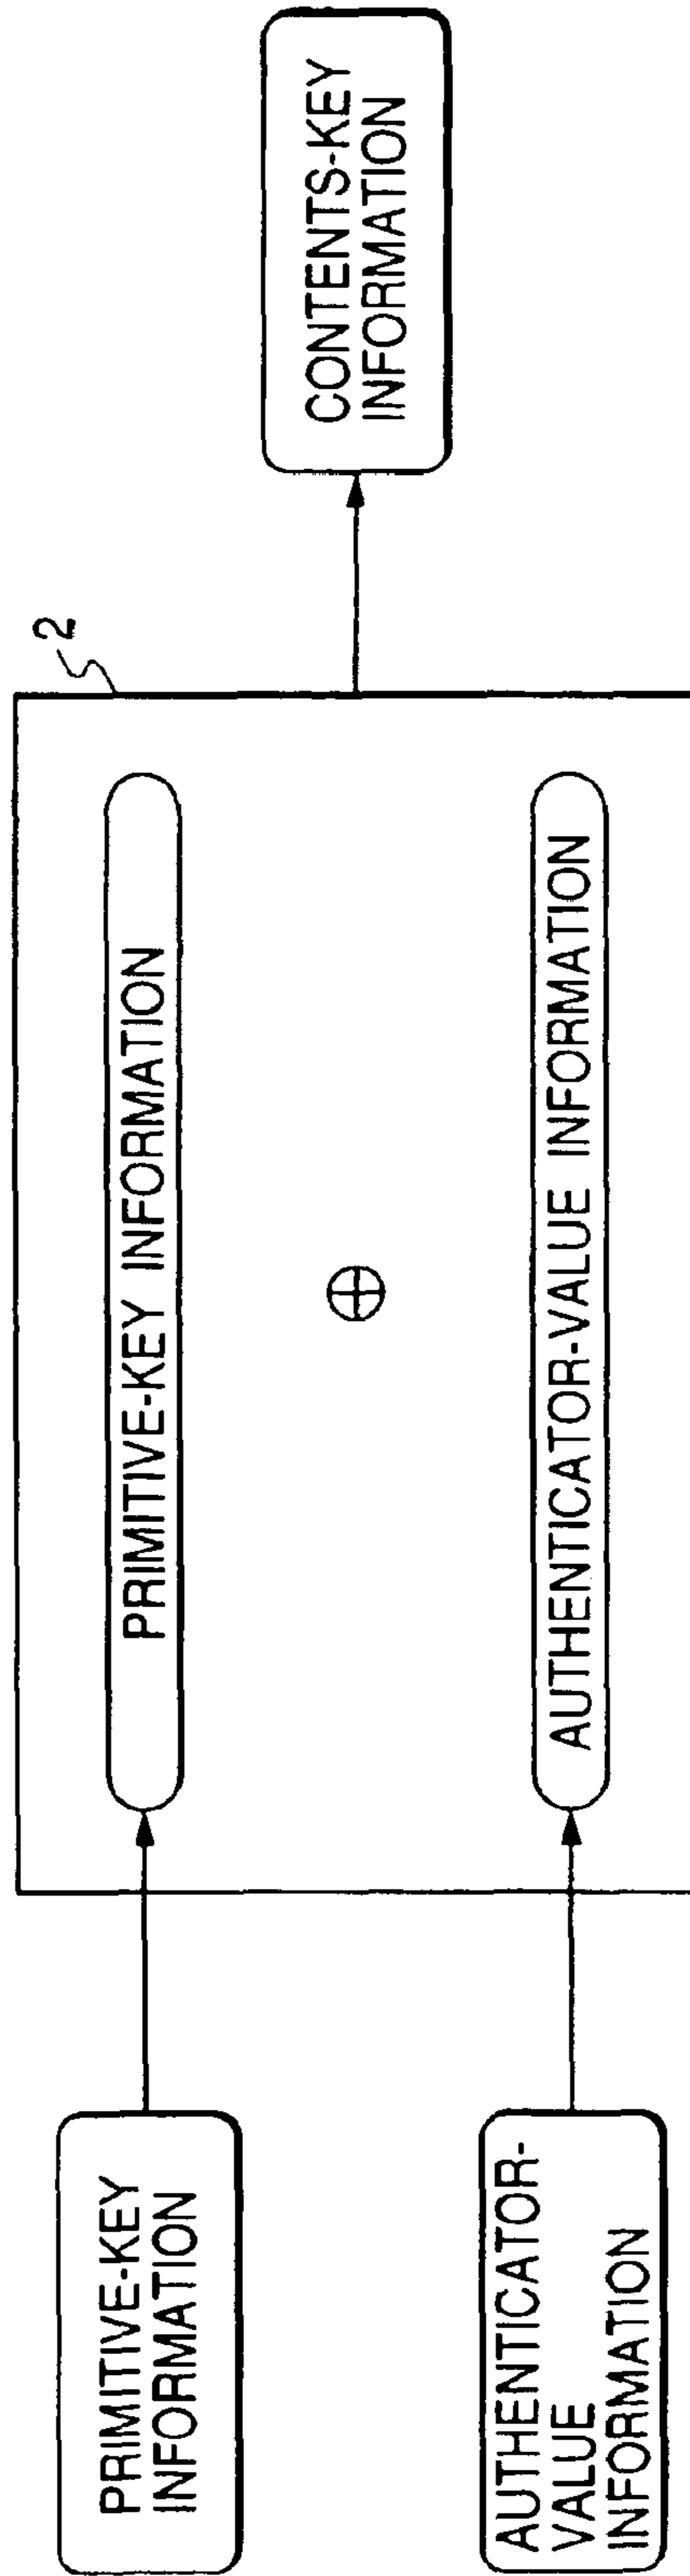 PRIMITIVE-KEY
INFORMATION
AUTHENTICATOR-
VALUE
INFORMATION
PRIMITIVE-KEY INFORMATION
AUTHENTICATOR-VALUE INFORMATION
2
CONTENTS-KEY
INFORMATION